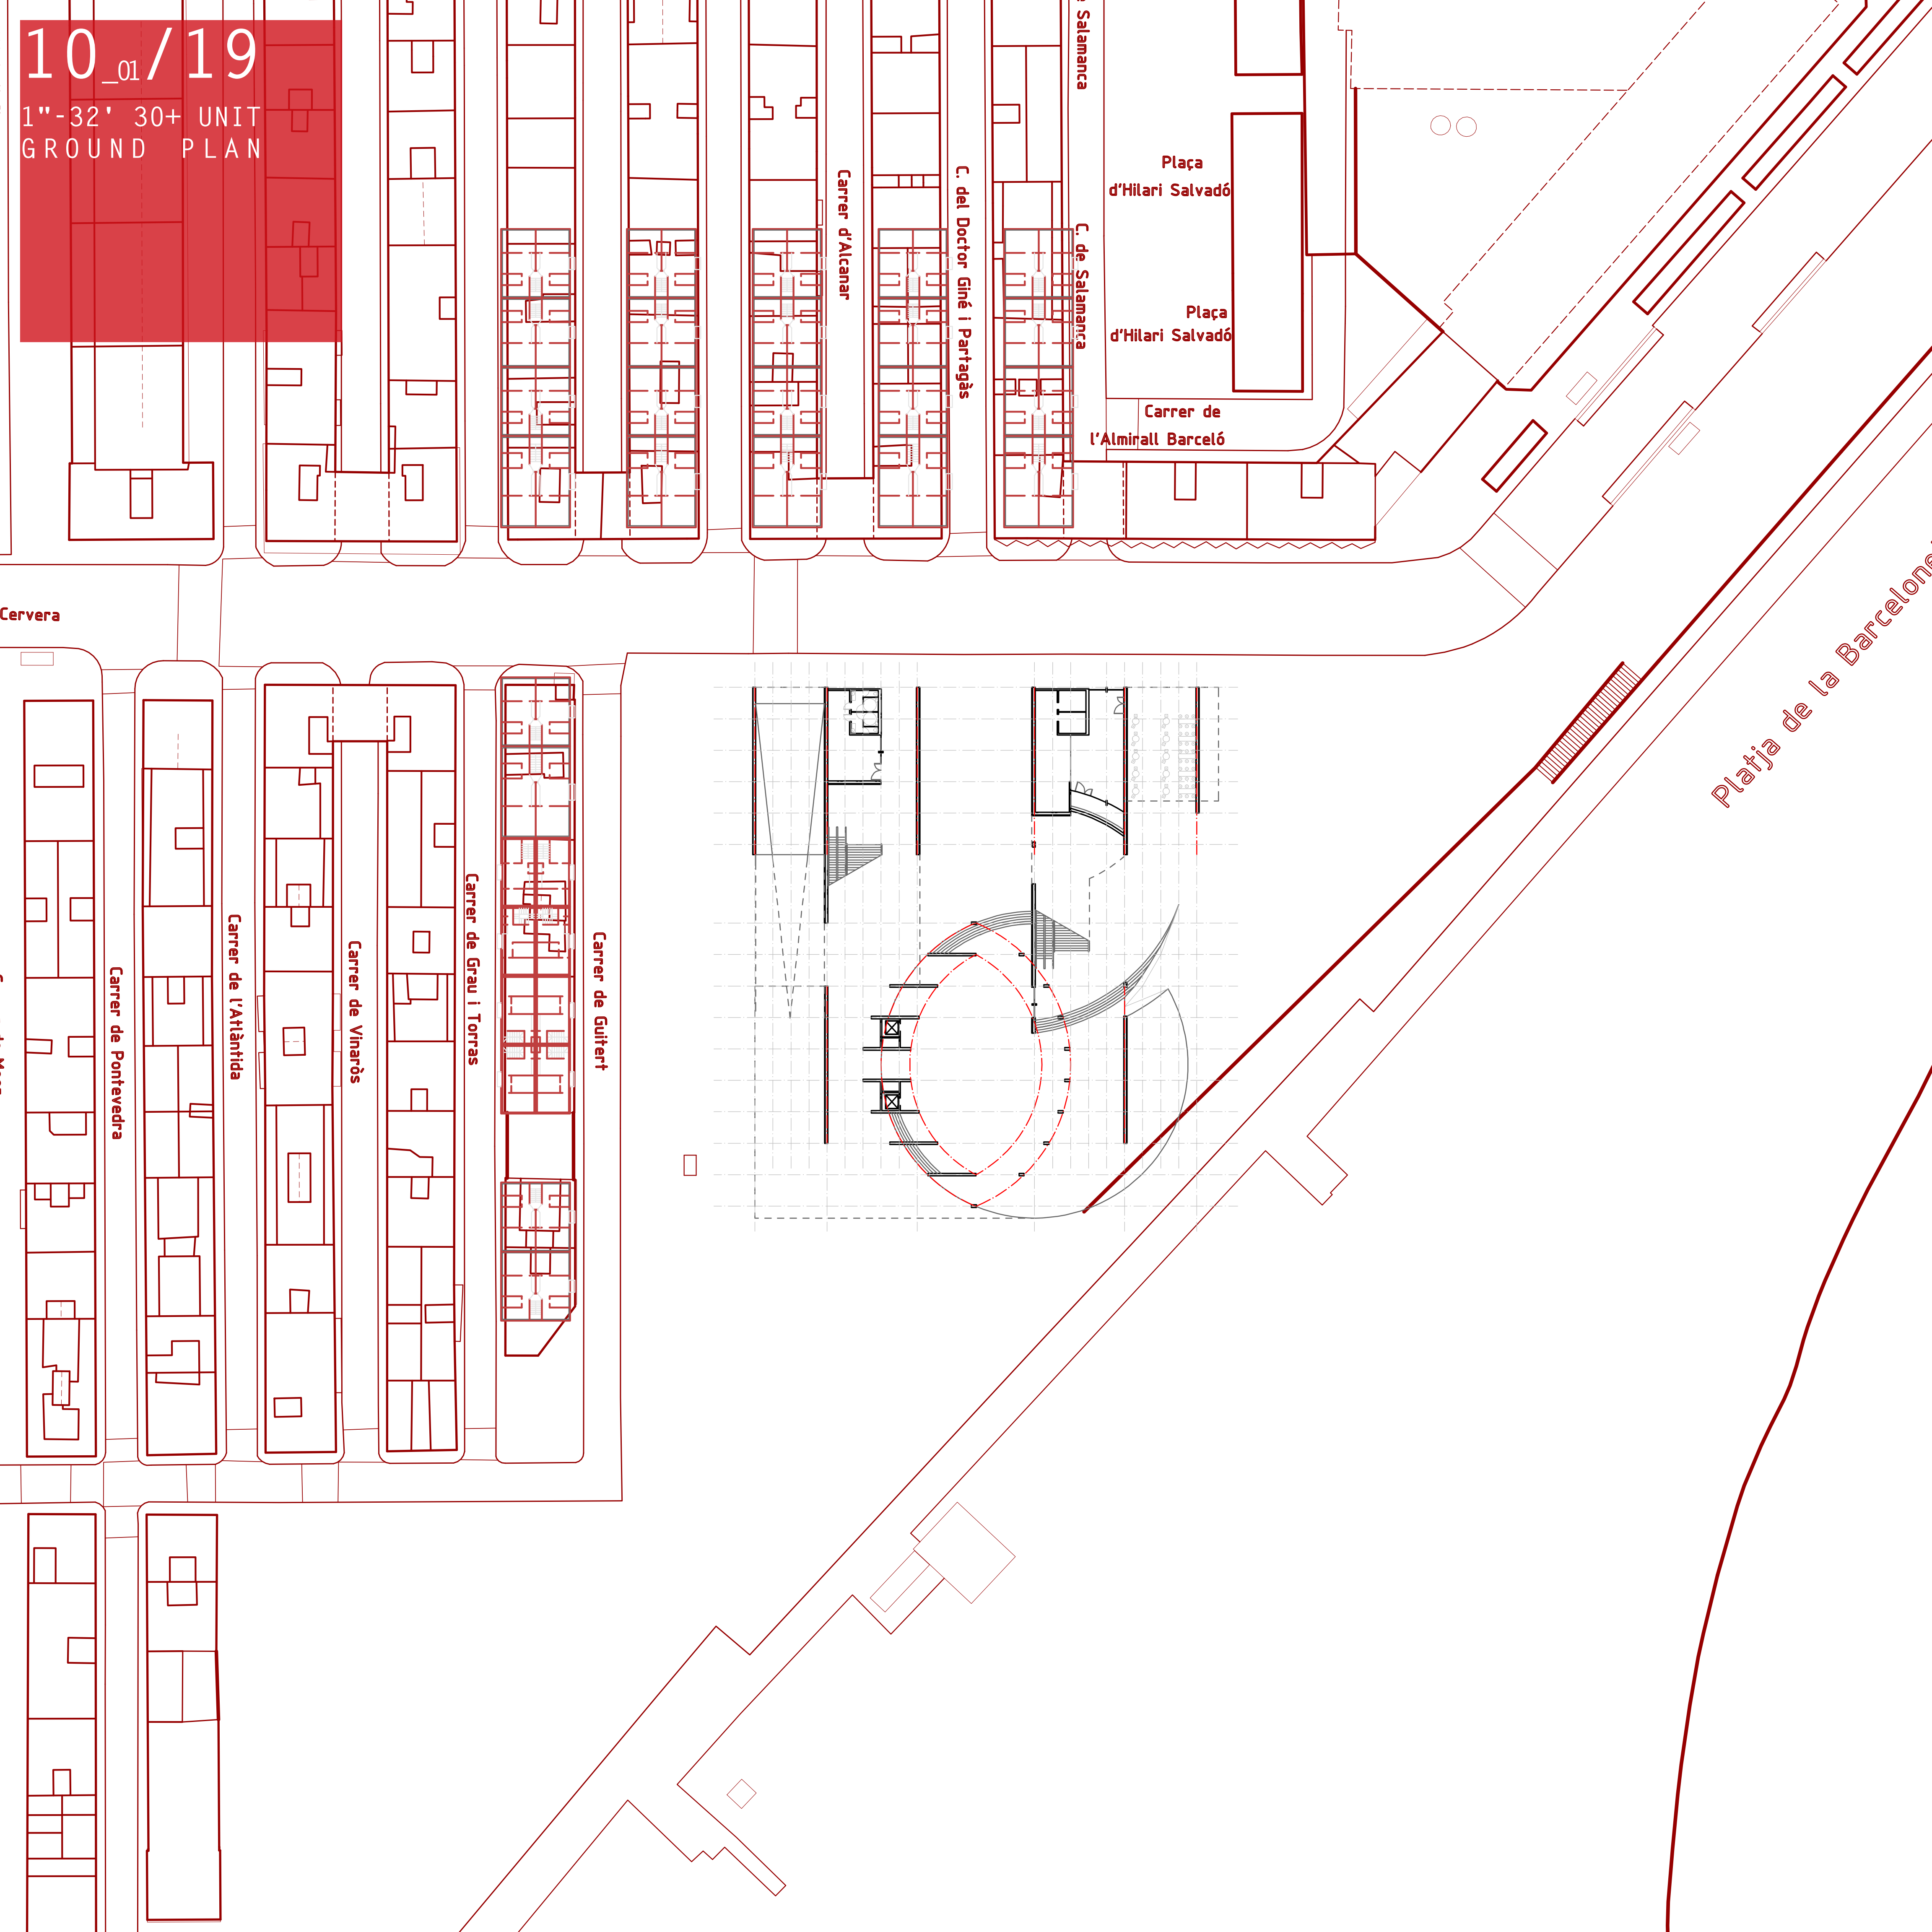 10_01/19
1"-32' 30+ UNIT
GROUND PLAN
Salamanca
Plaça
d'Hilari Salvadó
Carrer d'Alcanar
C. del Doctor Giné i Partagàs
C. de Salamanca
Plaça
d'Hilari Salvadó
Carrer de
l'Almirall Barceló
Cervera
Platja de la Barcelone
Carrer de Pontevedra
Carrer de l'Atlàntida
Carrer de Vinaròs
Carrer de Grau i Torras
Carrer de Guitert